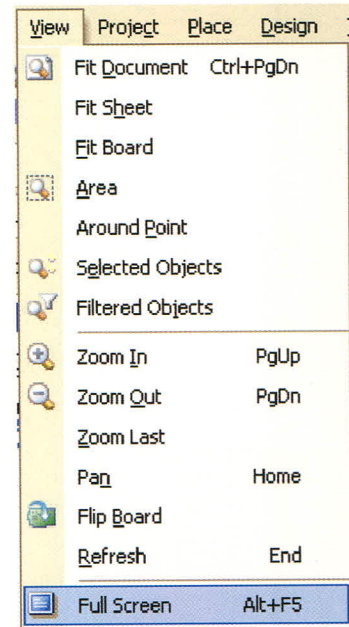 View Project Place Design
Fit Document Ctrl+PgDn
Fit Sheet
Fit Board
Area
Around Point
Selected Objects
Filtered Objects
Zoom In PgUp
Zoom Out PgDn
Zoom Last
Pan Home
Flip Board
Refresh End
Full Screen Alt+F5